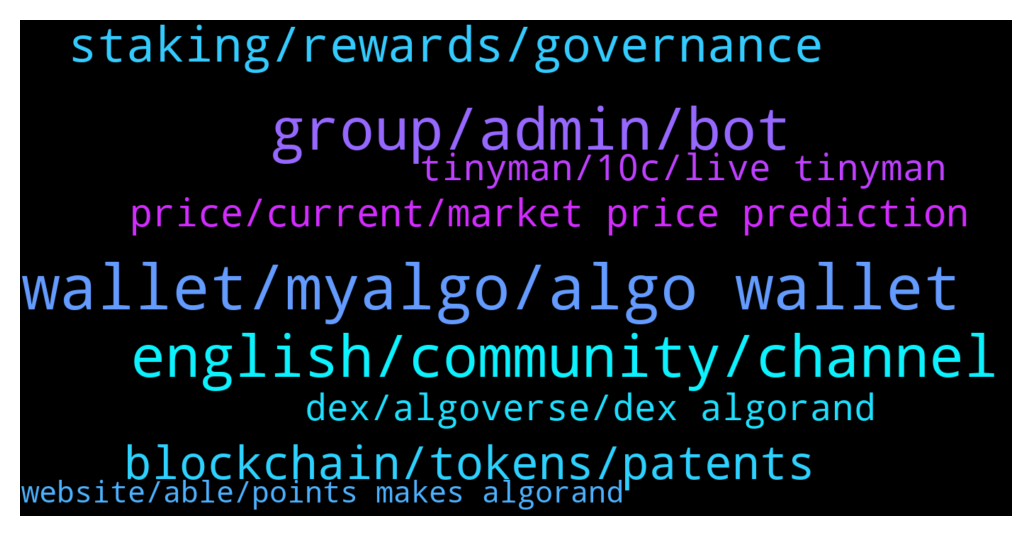 staking/rewards/governance
group/admin/bot
tinyman/10c/live tinyman
price/current/market price prediction
wallet/myalgo/algo wallet
english/community/channel
dex/algoverse/dex algorand
blockchain/tokens/patents
website/able/points makes algorand